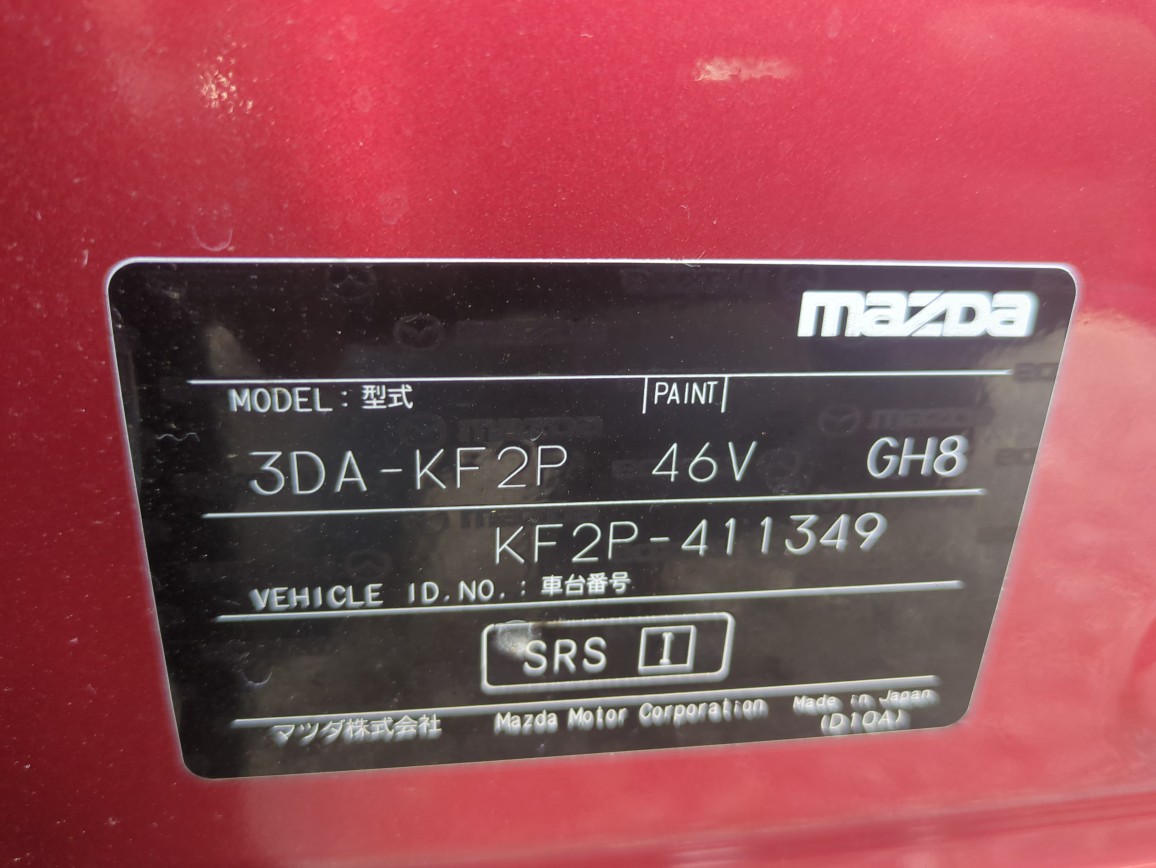 mazda
MODEL : 型式 PAINT
3DA-KF2P 46V GH8
KF2P-411349
VEHICLE ID.NO. : 車台番号
SRS I
マツダ株式会社 Mazda Motor Corporation Made in Japan
(D10A)